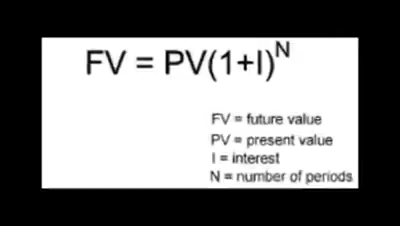 FV = PV(1+I)^N
FV = future value
PV = present value
I = interest
N = number of periods